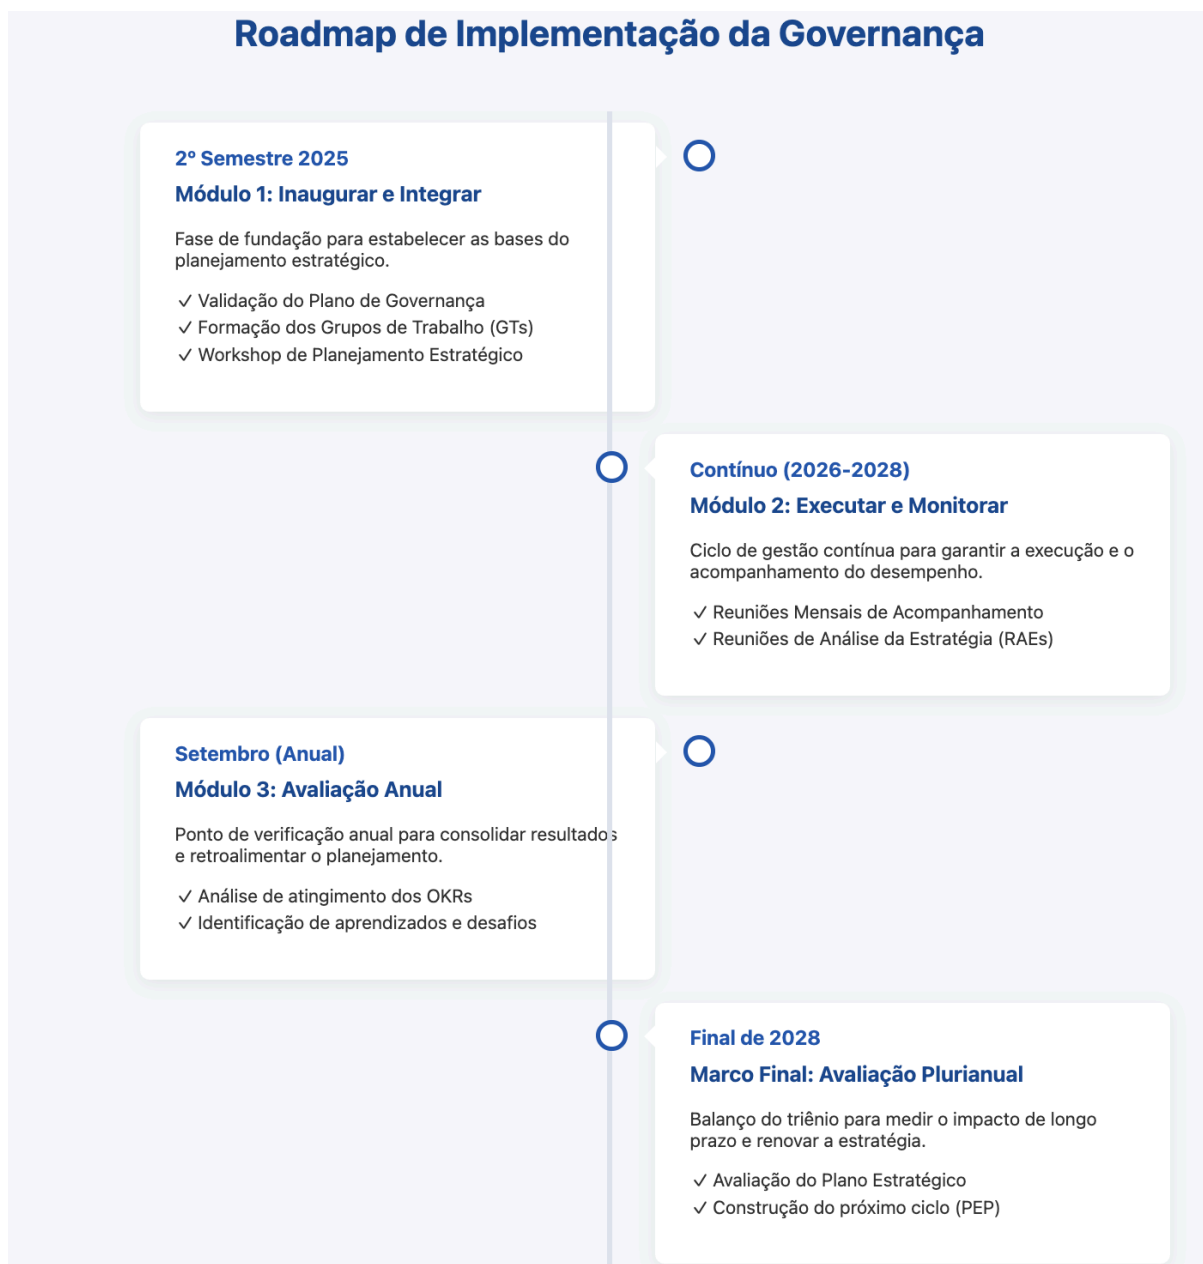 Roadmap de Implementação da Governança
2º Semestre 2025
Módulo 1: Inaugurar e Integrar
Fase de fundação para estabelecer as bases do
planejamento estratégico.
✓ Validação do Plano de Governança
✓ Formação dos Grupos de Trabalho (GTs)
✓ Workshop de Planejamento Estratégico
Contínuo (2026-2028)
Módulo 2: Executar e Monitorar
Ciclo de gestão contínua para garantir a execução e o
acompanhamento do desempenho.
✓ Reuniões Mensais de Acompanhamento
✓ Reuniões de Análise da Estratégia (RAEs)
Setembro (Anual)
Módulo 3: Avaliação Anual
Ponto de verificação anual para consolidar resultados
e retroalimentar o planejamento.
✓ Análise de atingimento dos OKRs
✓ Identificação de aprendizados e desafios
Final de 2028
Marco Final: Avaliação Plurianual
Balanço do triênio para medir o impacto de longo
prazo e renovar a estratégia.
✓ Avaliação do Plano Estratégico
✓ Construção do próximo ciclo (PEP)